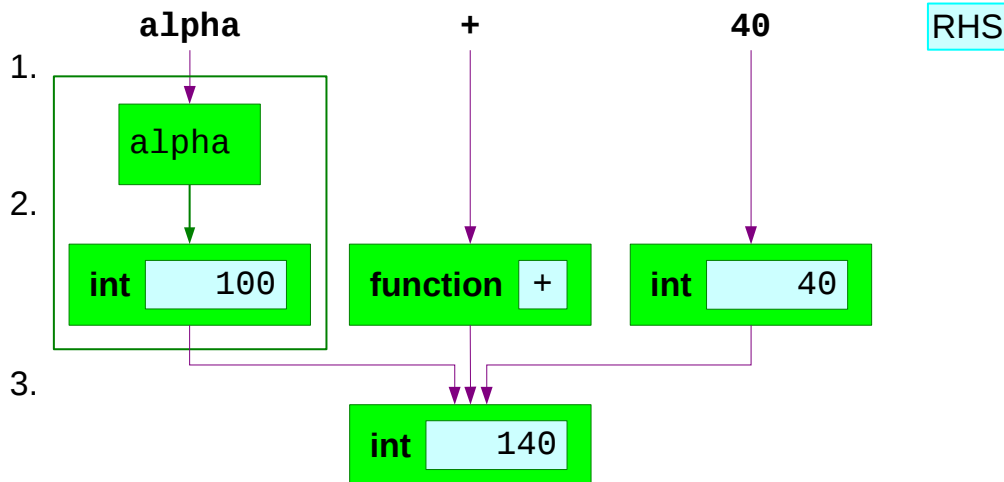 alpha + 40 RHS
1.
alpha
2.
int 100 function + int 40
3.
int 140